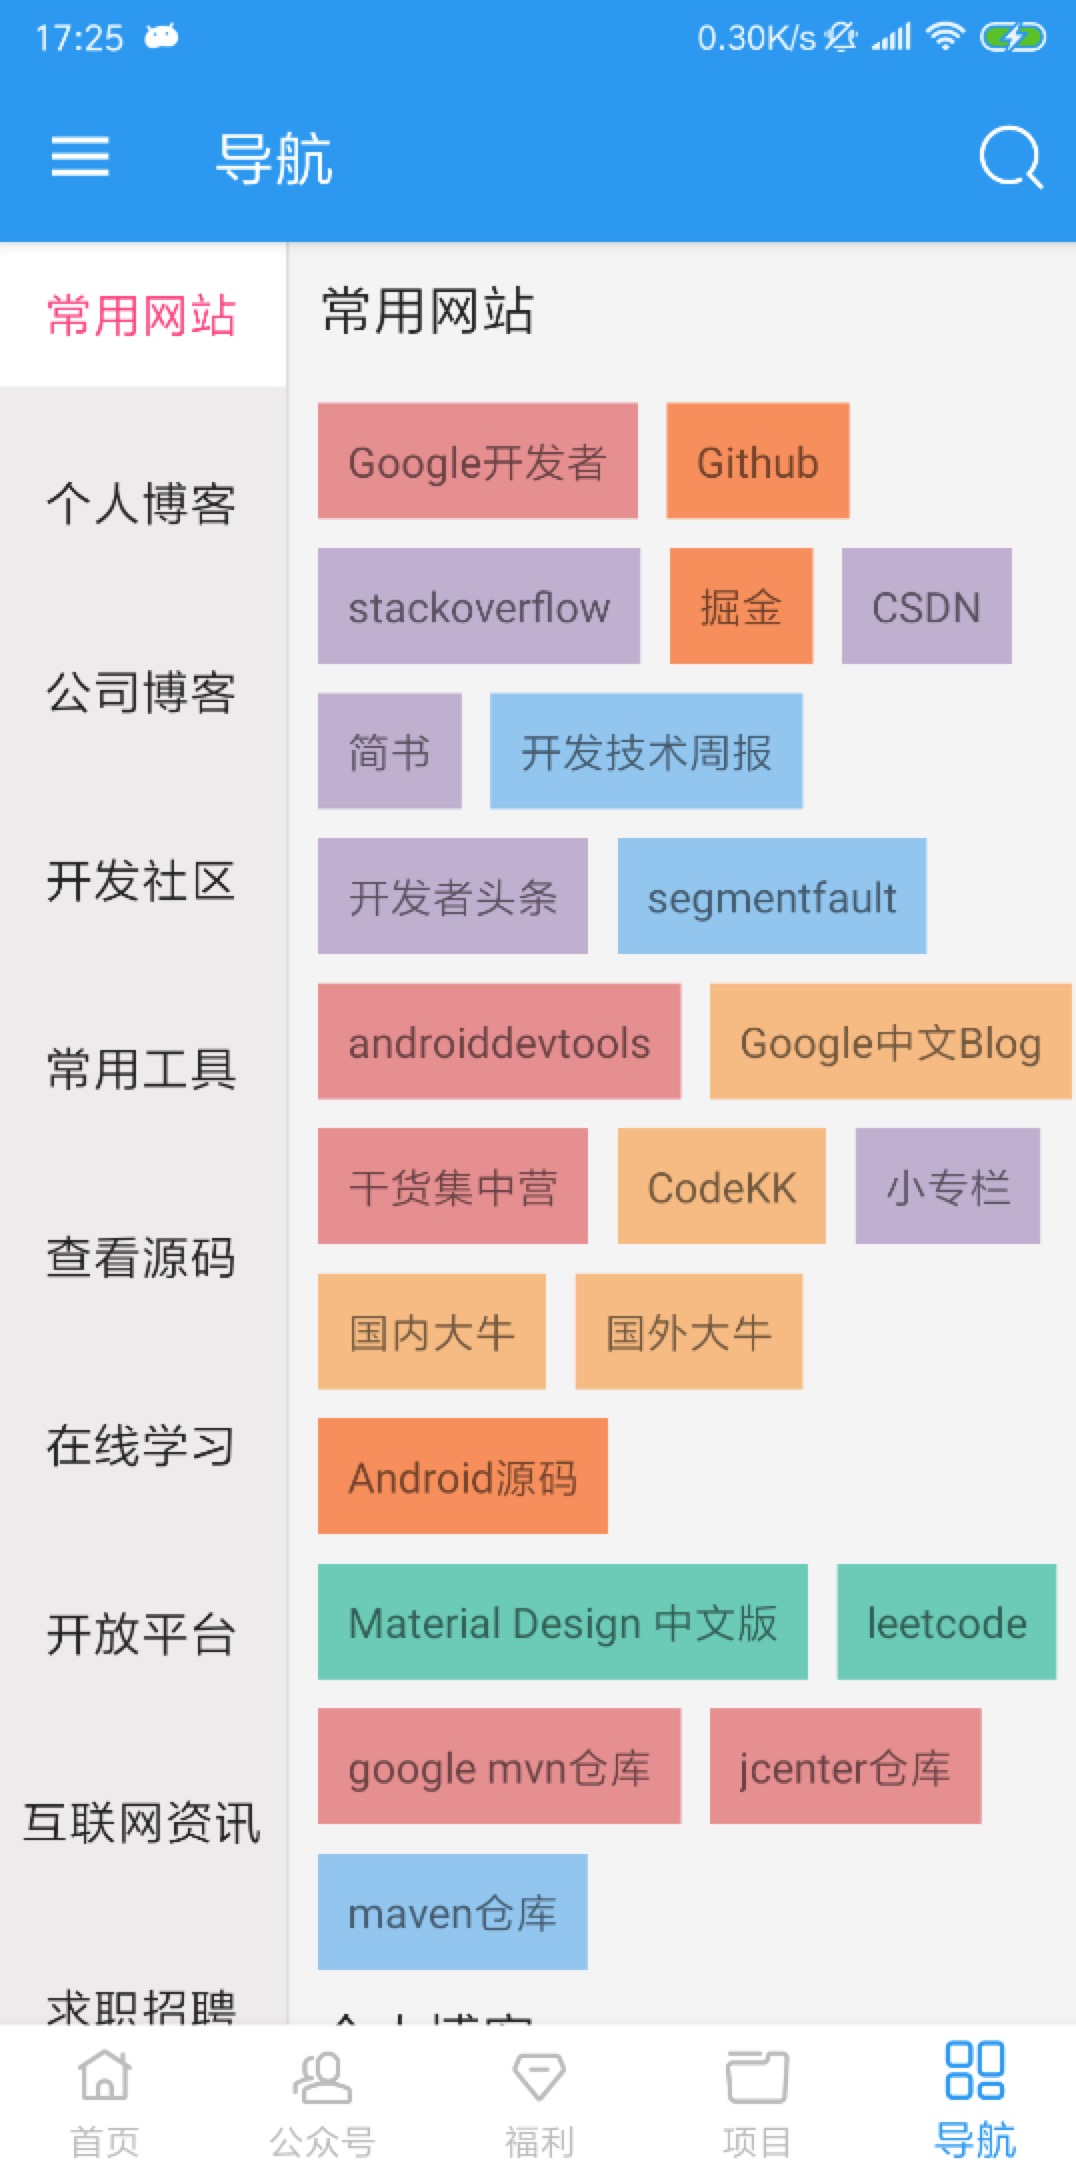 17:25 0.30K/s
导航
常用网站
个人博客
公司博客
开发社区
常用工具
查看源码
在线学习
开放平台
互联网资讯
求职招聘
常用网站
Google开发者 Github
stackoverflow 掘金 CSDN
简书 开发技术周报
开发者头条 segmentfault
androiddevtools Google中文Blog
干货集中营 CodeKK 小专栏
国内大牛 国外大牛
Android源码
Material Design 中文版 leetcode
google mvn仓库 jcenter仓库
maven仓库
个人博客
首页 公众号 福利 项目 导航